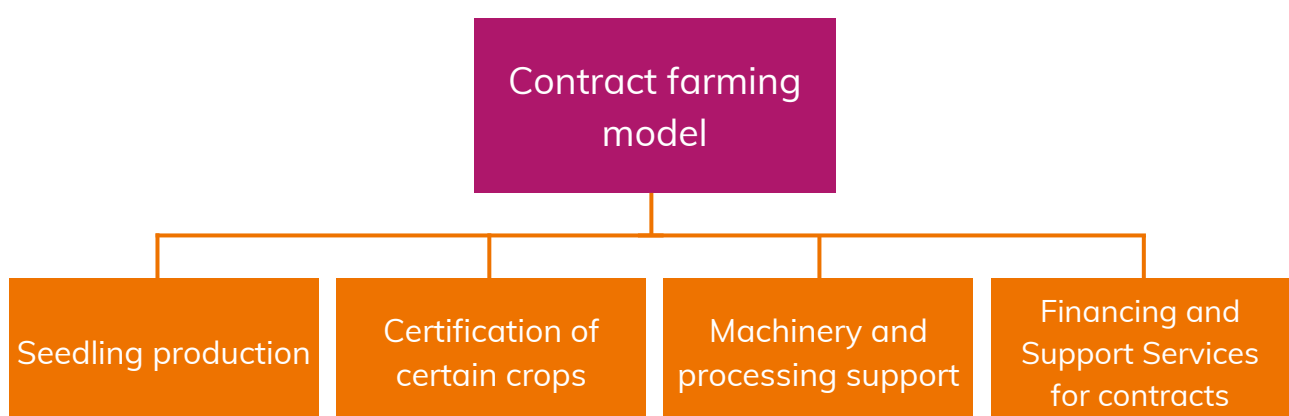 Contract farming
model
Seedling production
Certification of
certain crops
Machinery and
processing support
Financing and
Support Services
for contracts